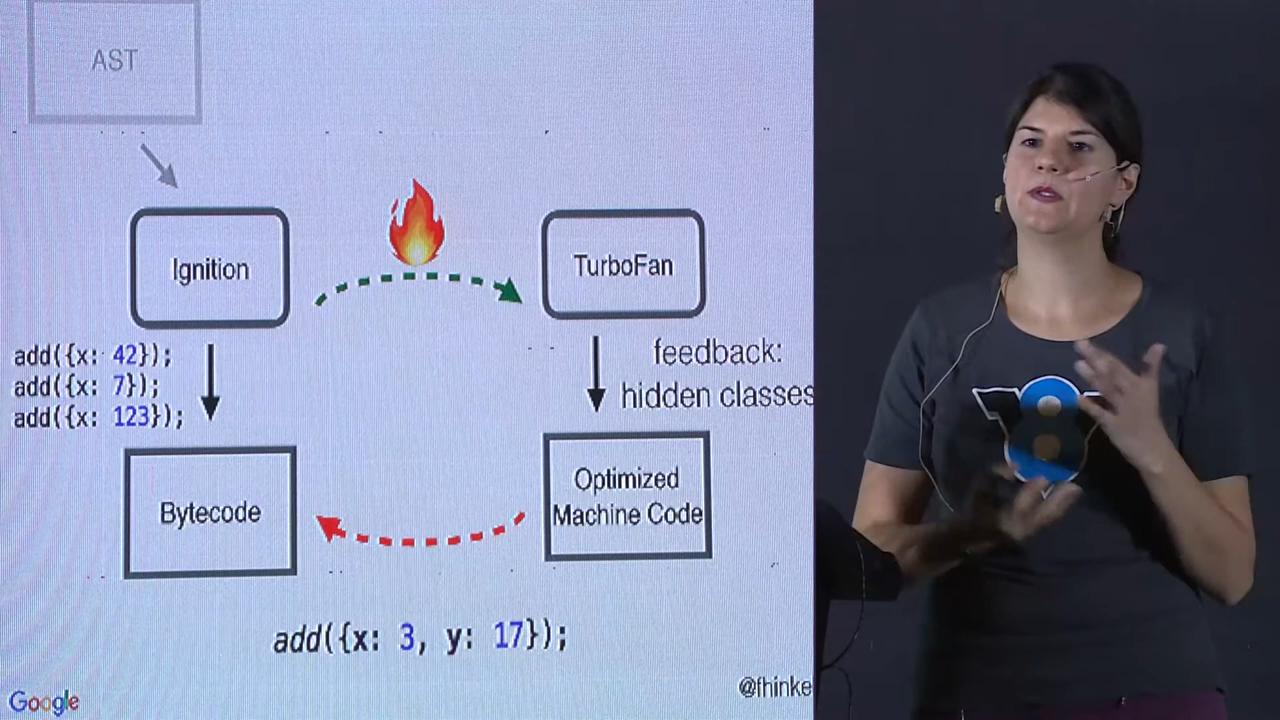 AST
Ignition
TurboFan
add({x: 42});
add({x: 7});
add({x: 123});
feedback:
hidden classes
Bytecode
Optimized
Machine Code
add({x: 3, y: 17});
Google
@fhinke